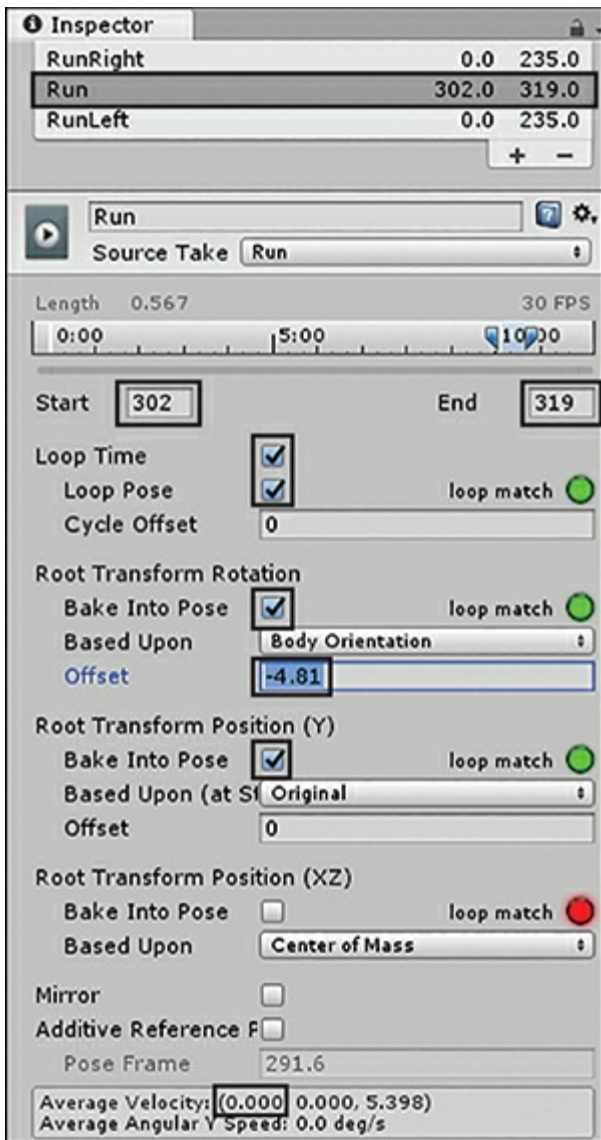 Inspector
RunRight 0.0 235.0
Run 302.0 319.0
RunLeft 0.0 235.0
+ −
Run
Source Take Run
Length 0.567 30 FPS
0:00 5:00 10:00
Start 302 End 319
Loop Time
Loop Pose loop match
Cycle Offset 0
Root Transform Rotation
Bake Into Pose loop match
Based Upon Body Orientation
Offset -4.81
Root Transform Position (Y)
Bake Into Pose loop match
Based Upon (at St Original
Offset 0
Root Transform Position (XZ)
Bake Into Pose loop match
Based Upon Center of Mass
Mirror
Additive Reference P
Pose Frame 291.6
Average Velocity: (0.000, 0.000, 5.398)
Average Angular Y Speed: 0.0 deg/s